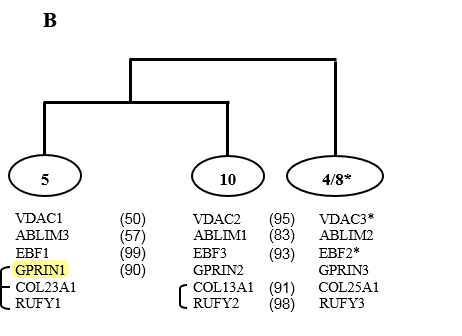 B
5 10 4/8*
VDAC1 (50) VDAC2 (95) VDAC3*
ABLIM3 (57) ABLIM1 (83) ABLIM2
EBF1 (99) EBF3 (93) EBF2*
GPRIN1 (90) GPRIN2 GPRIN3
COL23A1 COL13A1 (91) COL25A1
RUFY1 RUFY2 (98) RUFY3